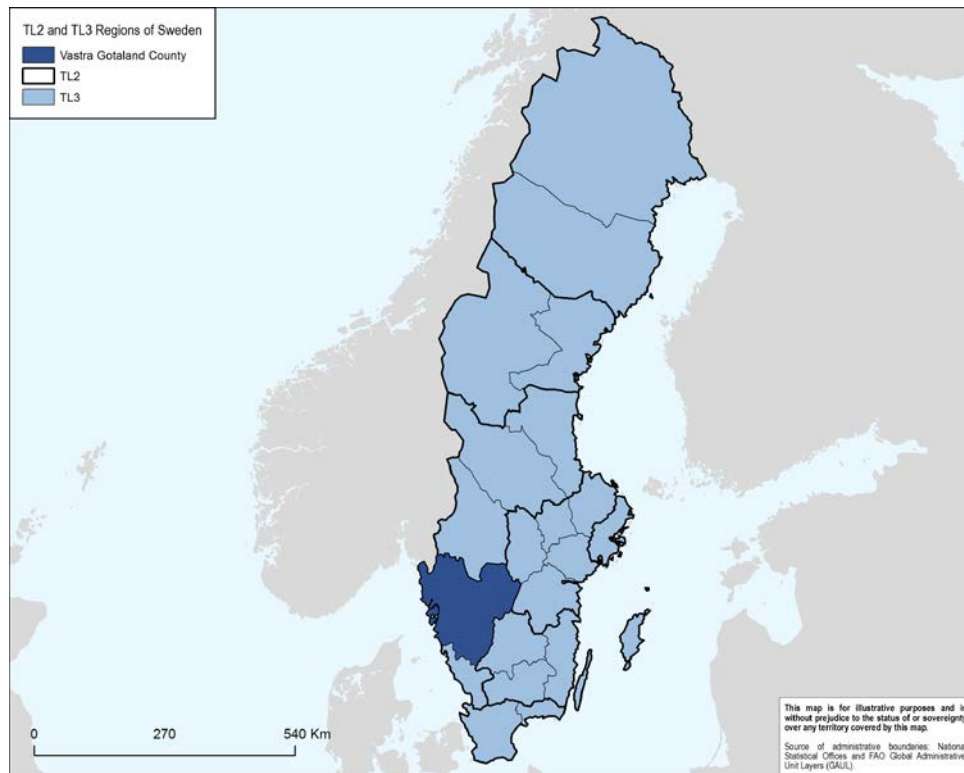 TL2 and TL3 Regions of Sweden
Vastra Gotaland County
TL2
TL3
0
270
540 Km
This map is for illustrative purposes and is
without prejudice to the status of or sovereignty
over any territory covered by this map.
Source of administrative boundaries: National
Statistical Offices and FAO Global Administrative
Unit Layers (GAUL).